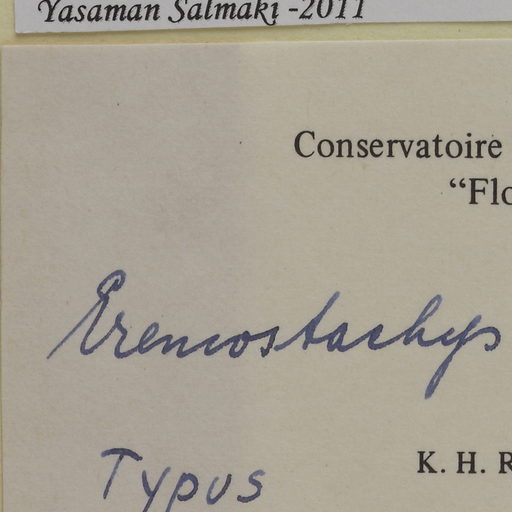 Yasaman Salmaki -2011
Conservatoire
“Flo
Eremostachys
Typus
K. H. R